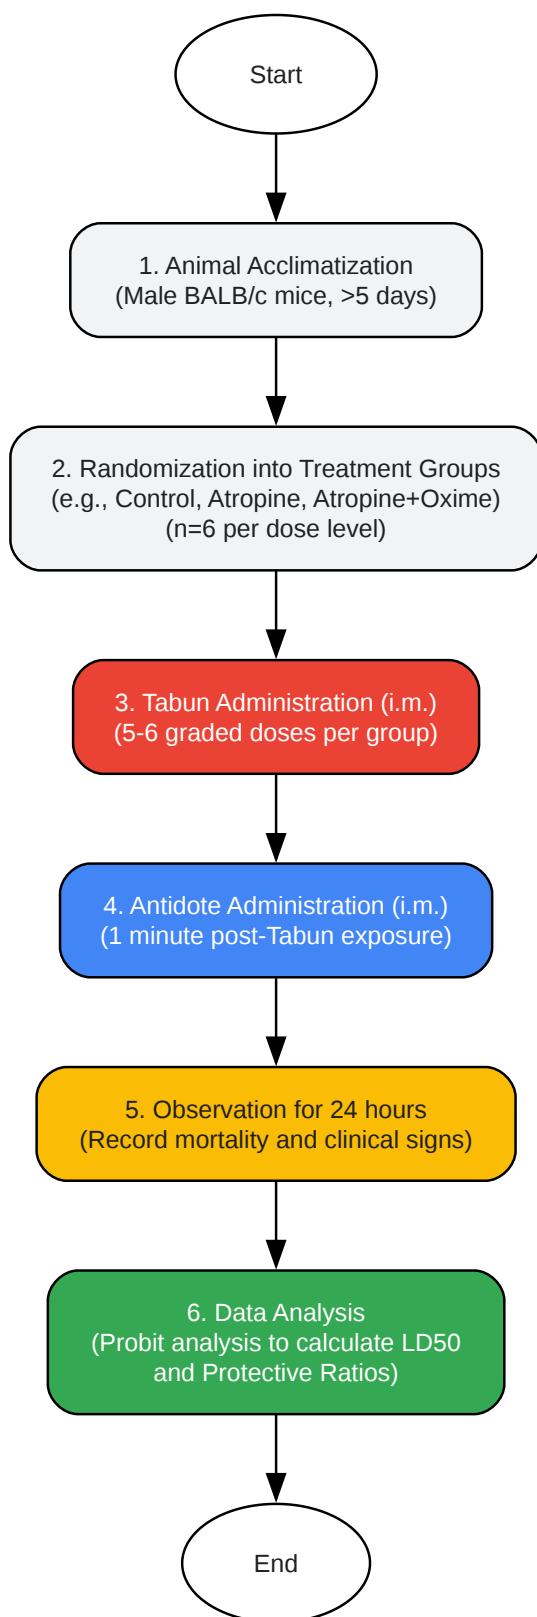 Start
1. Animal Acclimatization
(Male BALB/c mice, >5 days)
2. Randomization into Treatment Groups
(e.g., Control, Atropine, Atropine+Oxime)
(n=6 per dose level)
3. Tabun Administration (i.m.)
(5-6 graded doses per group)
4. Antidote Administration (i.m.)
(1 minute post-Tabun exposure)
5. Observation for 24 hours
(Record mortality and clinical signs)
6. Data Analysis
(Probit analysis to calculate LD50
and Protective Ratios)
End